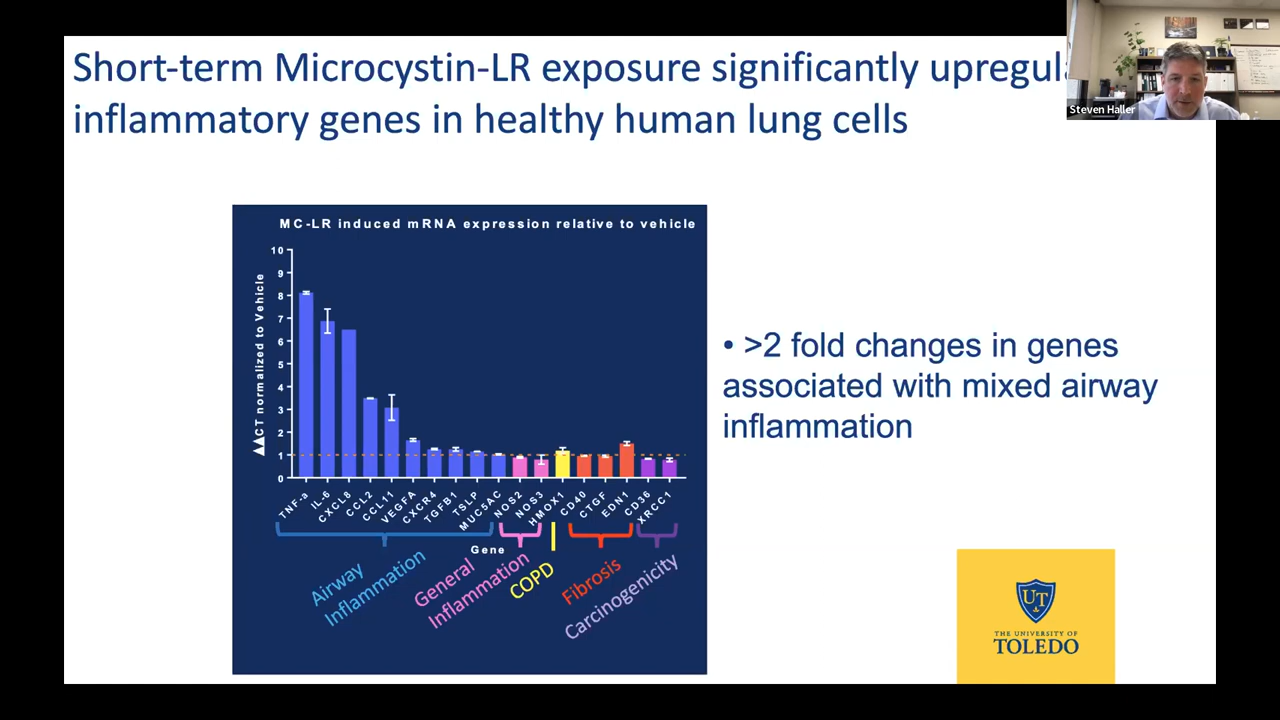 Short-term Microcystin-LR exposure significantly upregul
inflammatory genes in healthy human lung cells
Steven Haller
MC-LR induced mRNA expression relative to vehicle
▲▲CT normalized to Vehicle
10
9
8
7
6
5
4
3
2
1
0
TNF-a
IL-6
CXCL8
CCL2
CCL11
VEGFA
CXCR4
TGFB1
TSLP
MUC5AC
NOS2
NOS3
HMOX1
CD40
CTGF
EDN1
CD36
XRCC1
Gene
Airway
Inflammation
General
Inflammation
COPD
Fibrosis
Carcinogenicity
• >2 fold changes in genes
associated with mixed airway
inflammation
UT
THE UNIVERSITY OF
TOLEDO